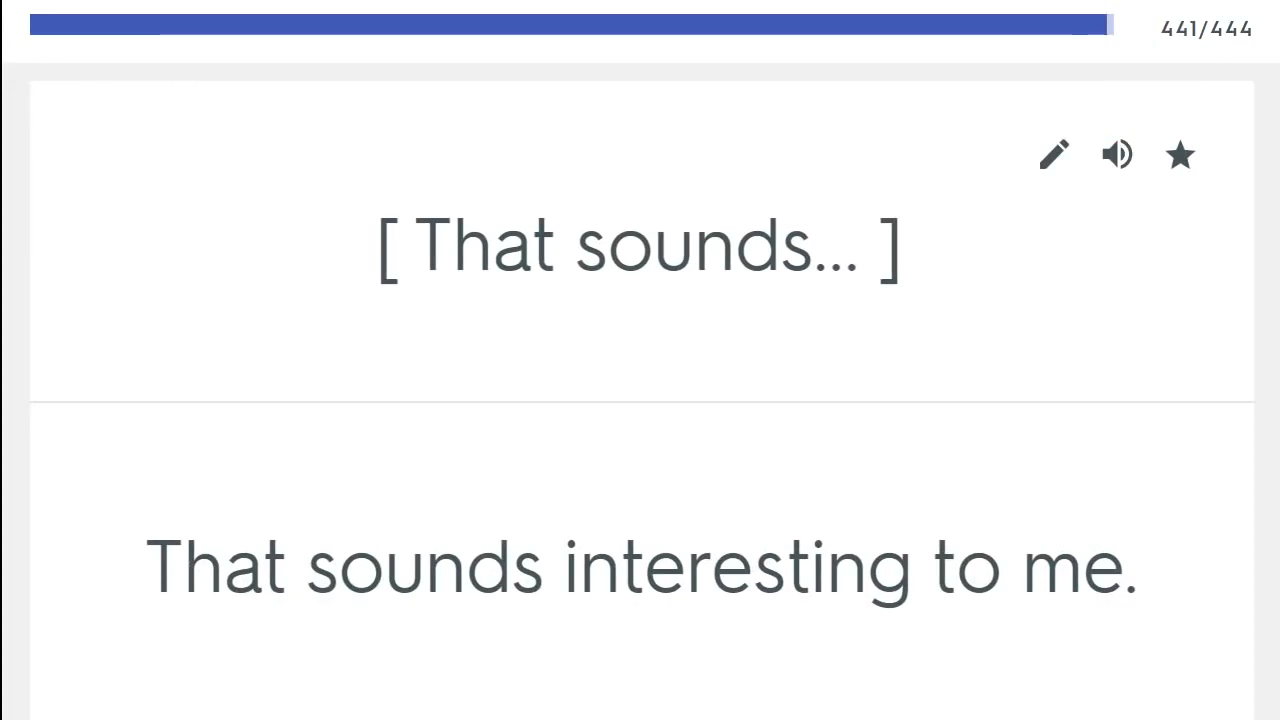 441/444
[ That sounds... ]
That sounds interesting to me.